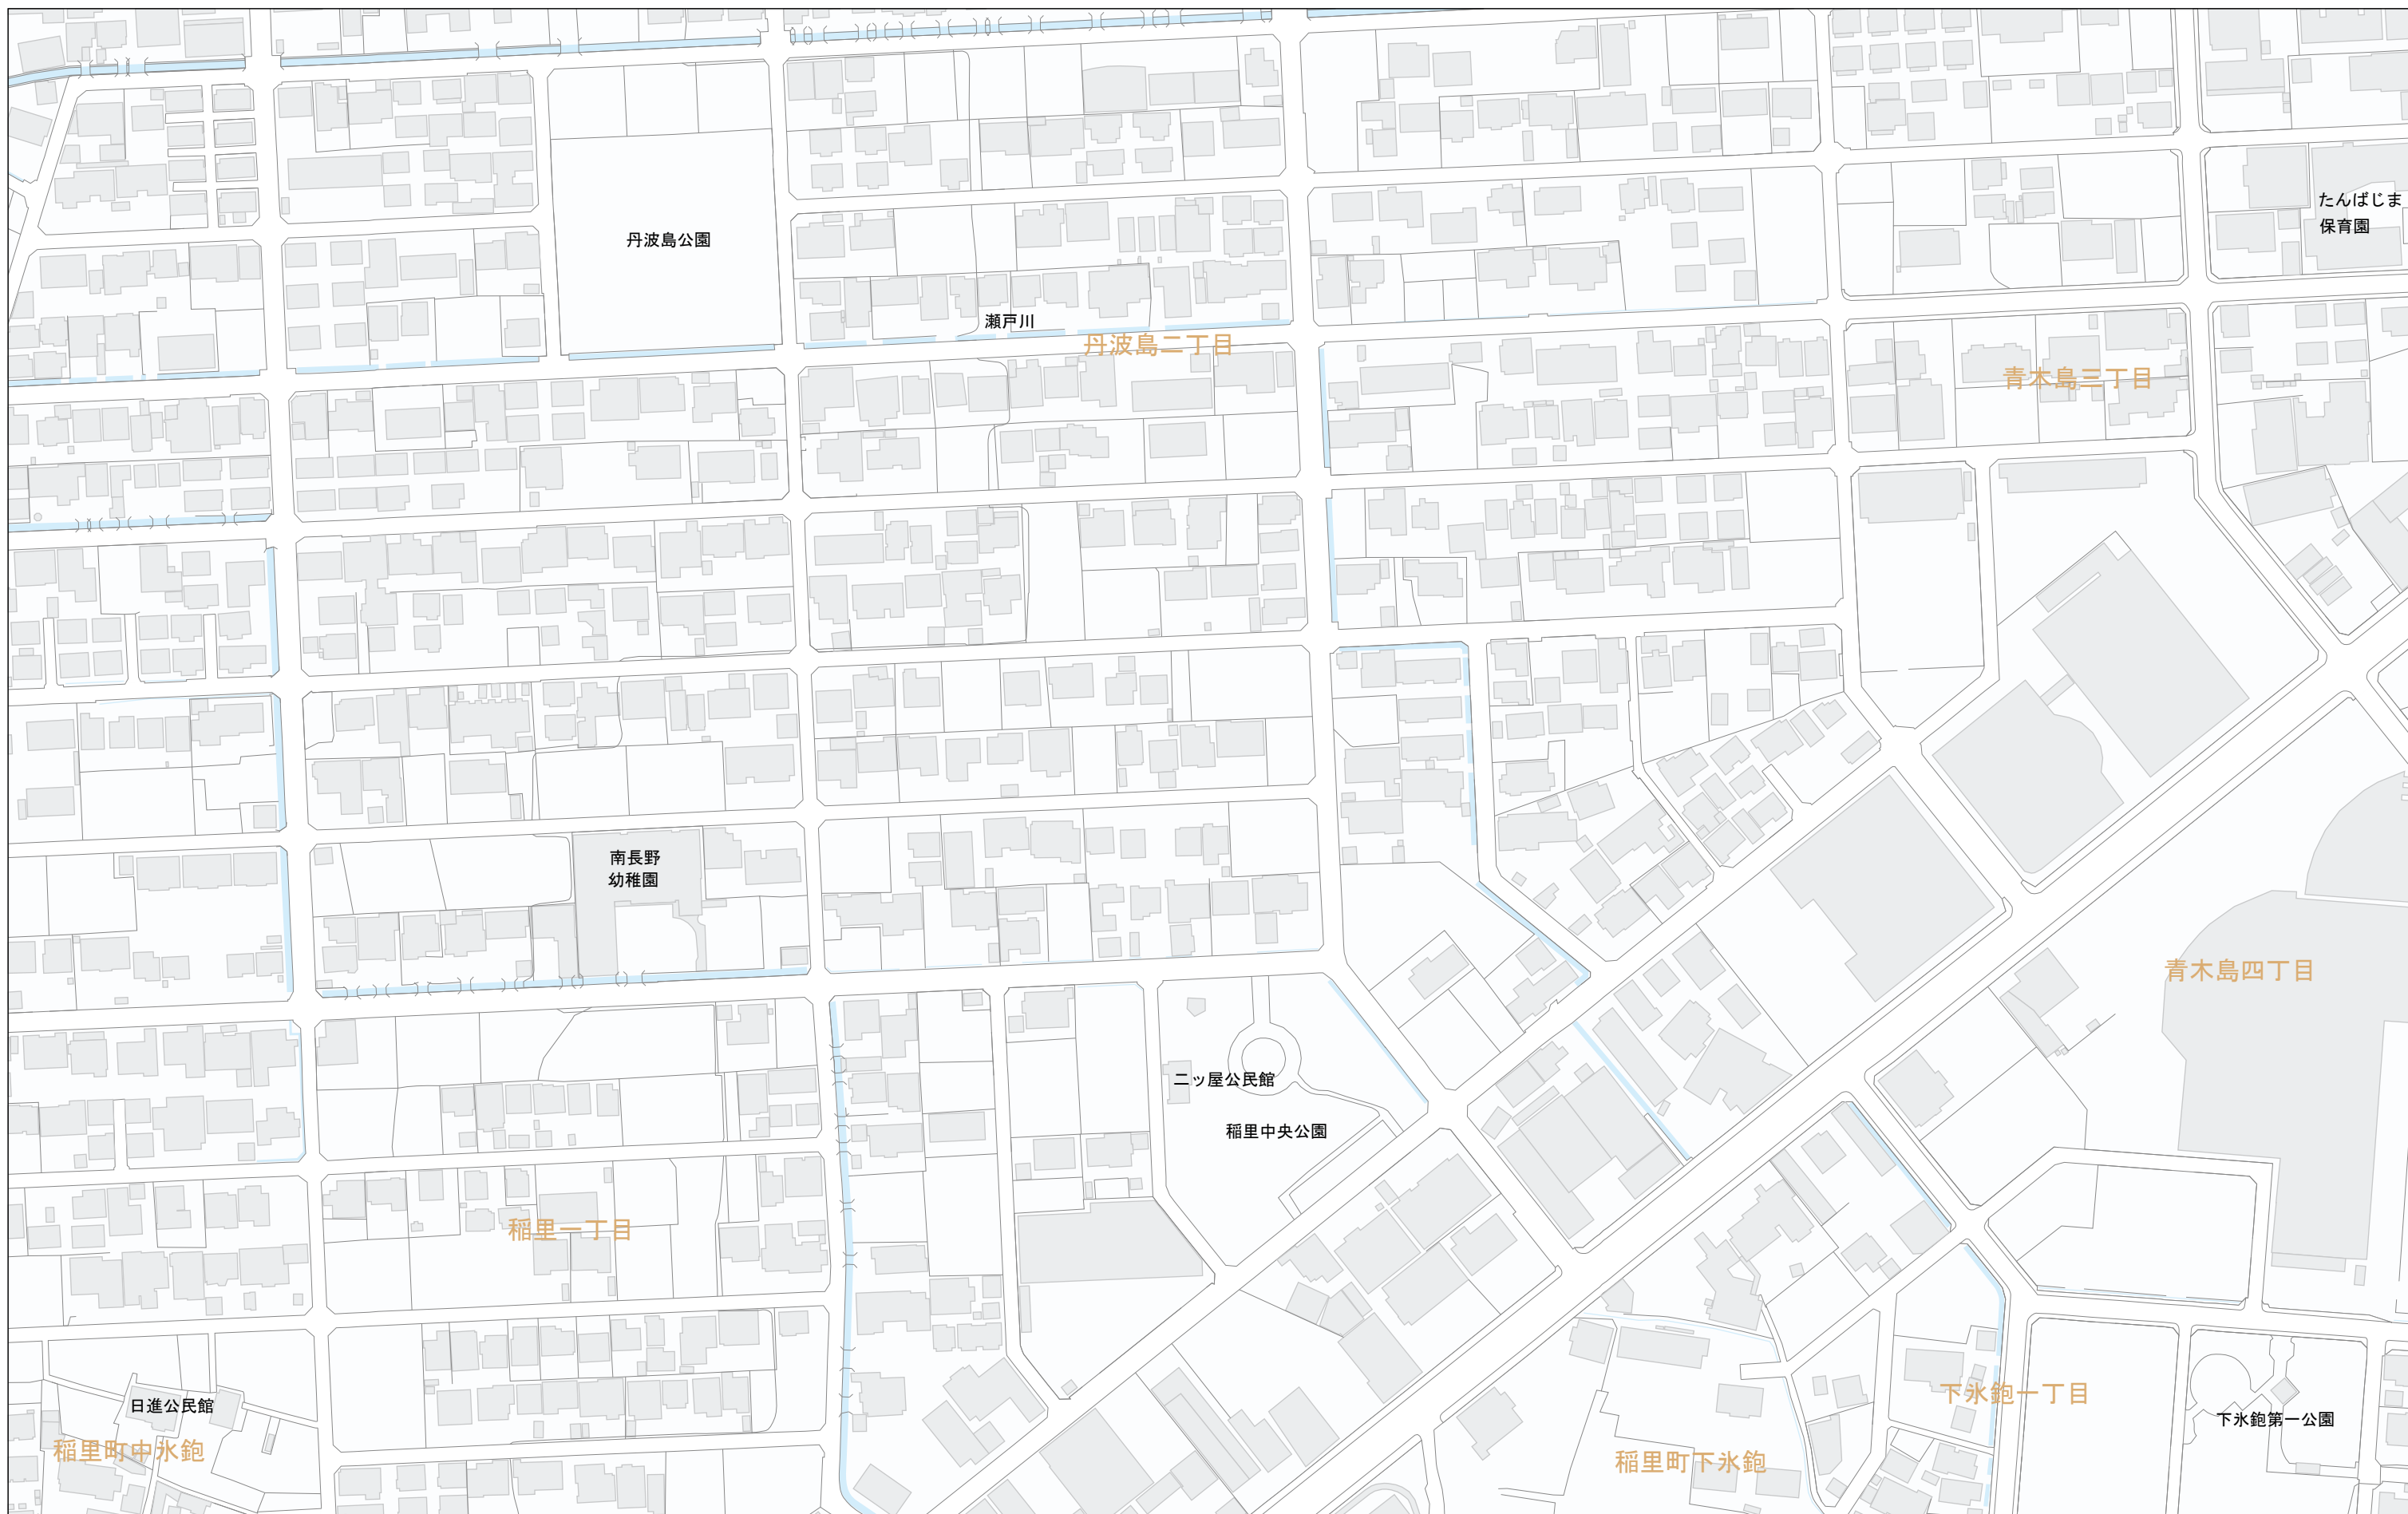 たんばじま
保育園
丹波島公園
瀬戸川
丹波島二丁目
青木島三丁目
南長野
幼稚園
青木島四丁目
二ッ屋公民館
稲里中央公園
稲里一丁目
下氷鉋一丁目
日進公民館
下氷鉋第一公園
稲里町中氷鉋
稲里町下氷鉋